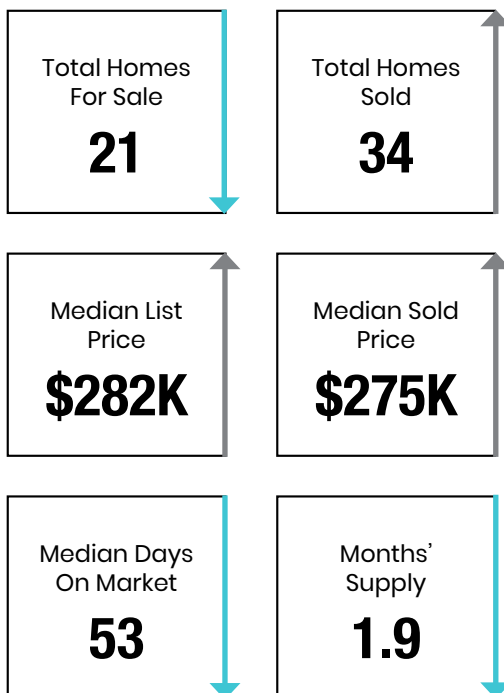 Total Homes
For Sale
21
Total Homes
Sold
34
Median List
Price
$282K
Median Sold
Price
$275K
Median Days
On Market
53
Months’
Supply
1.9